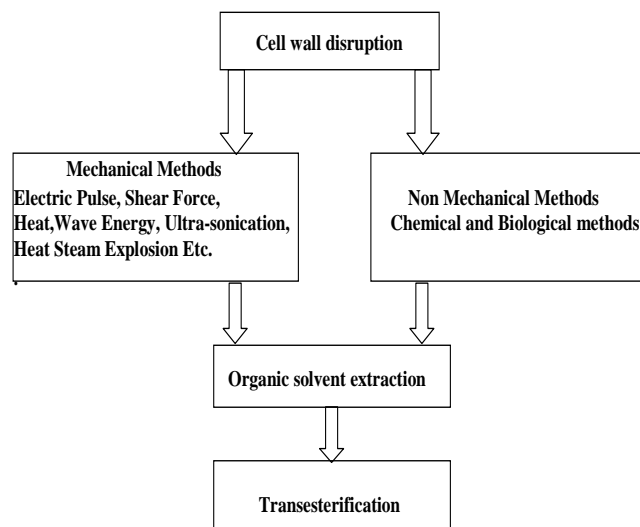 Cell wall disruption
Mechanical Methods
Electric Pulse, Shear Force,
Heat,Wave Energy, Ultra-sonication,
Heat Steam Explosion Etc.
Non Mechanical Methods
Chemical and Biological methods
Organic solvent extraction
Transesterification